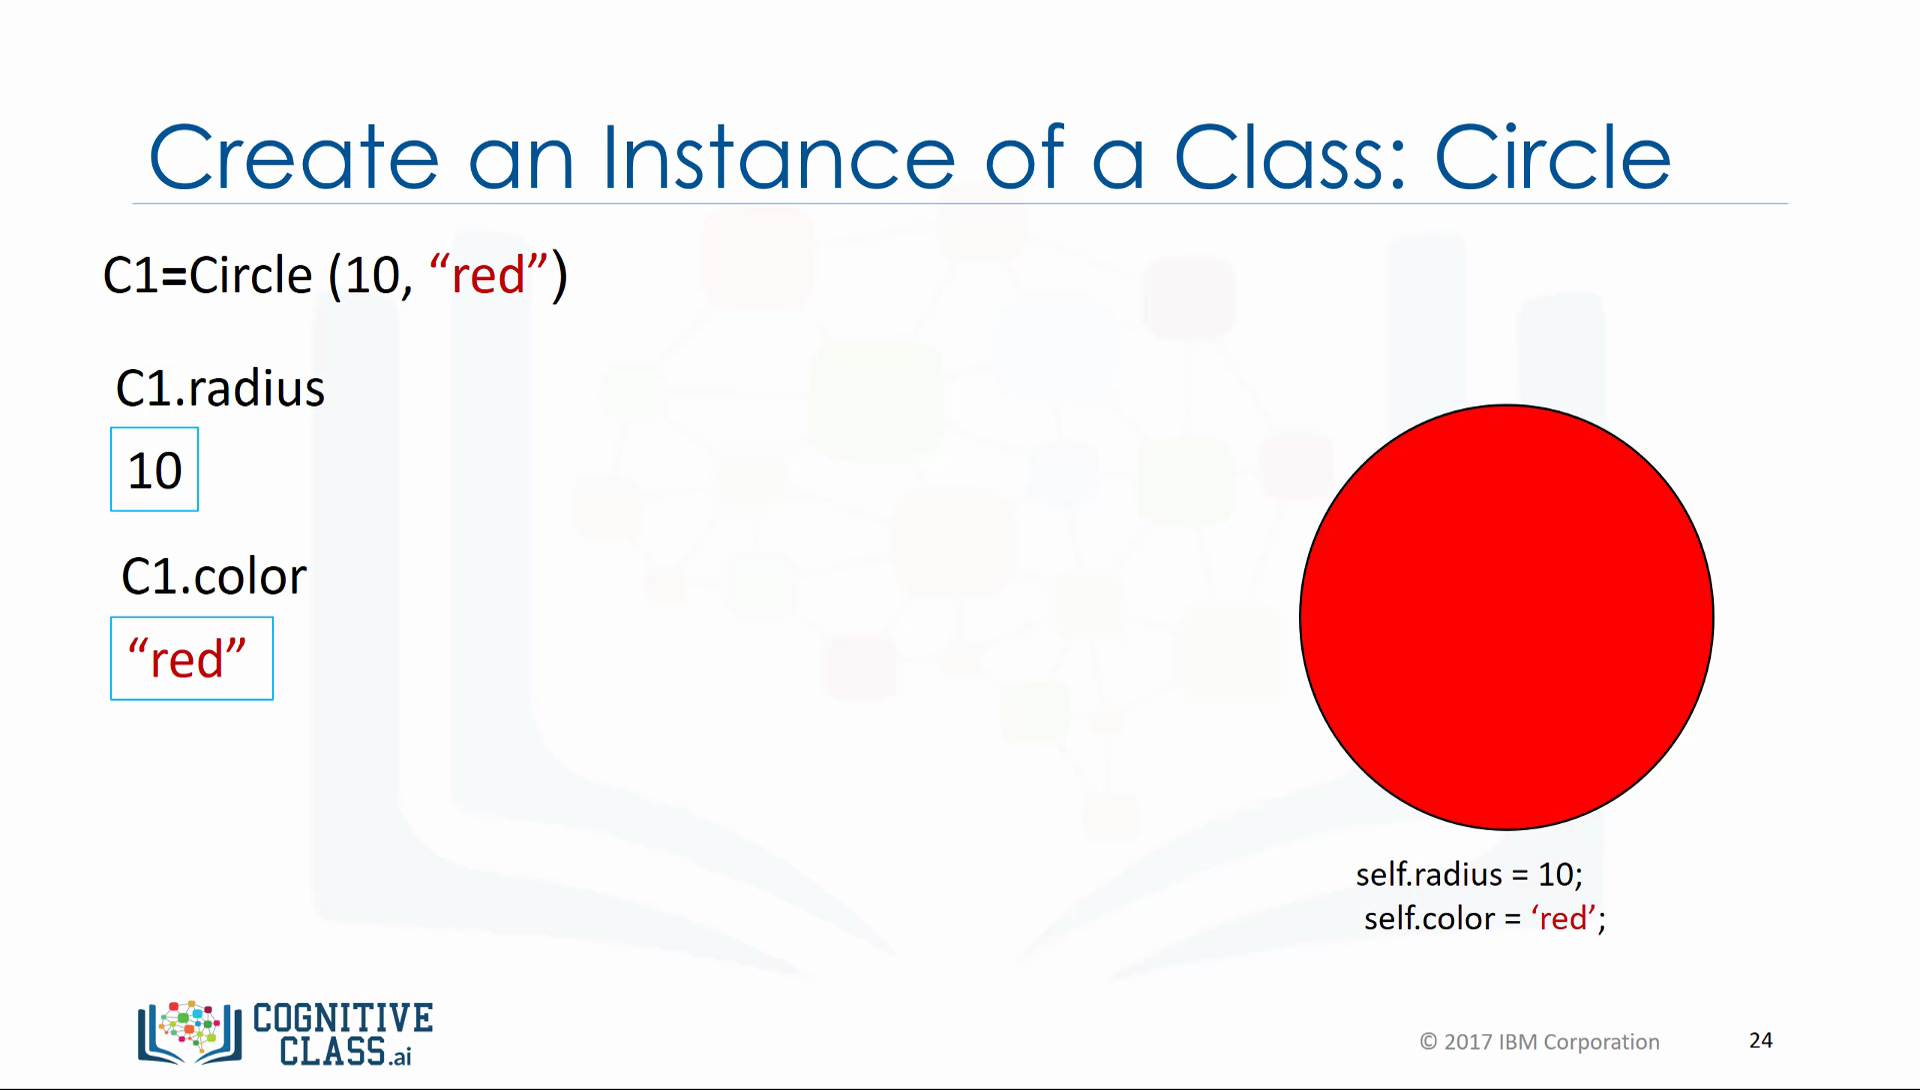 Create an Instance of a Class: Circle
C1=Circle (10, “red”)
C1.radius
10
C1.color
“red”
self.radius = 10;
self.color = ‘red’;
COGNITIVE
CLASS.ai
© 2017 IBM Corporation
24